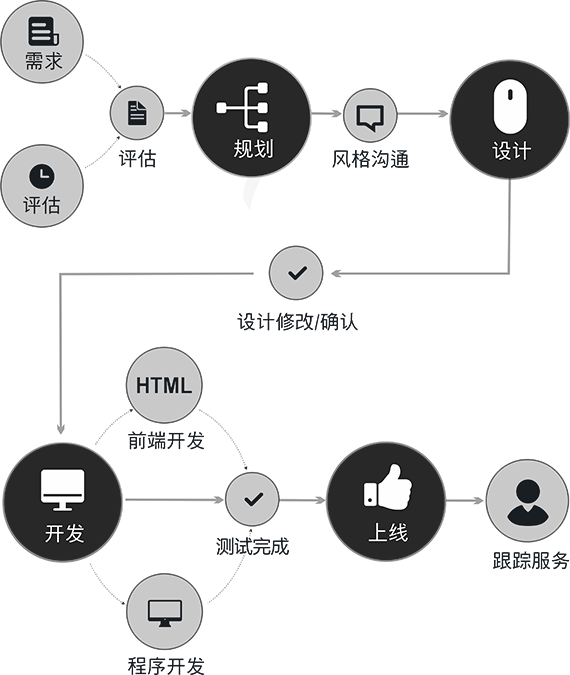 需求
评估
评估
规划
风格沟通
设计
设计修改/确认
HTML
前端开发
开发
测试完成
上线
跟踪服务
程序开发